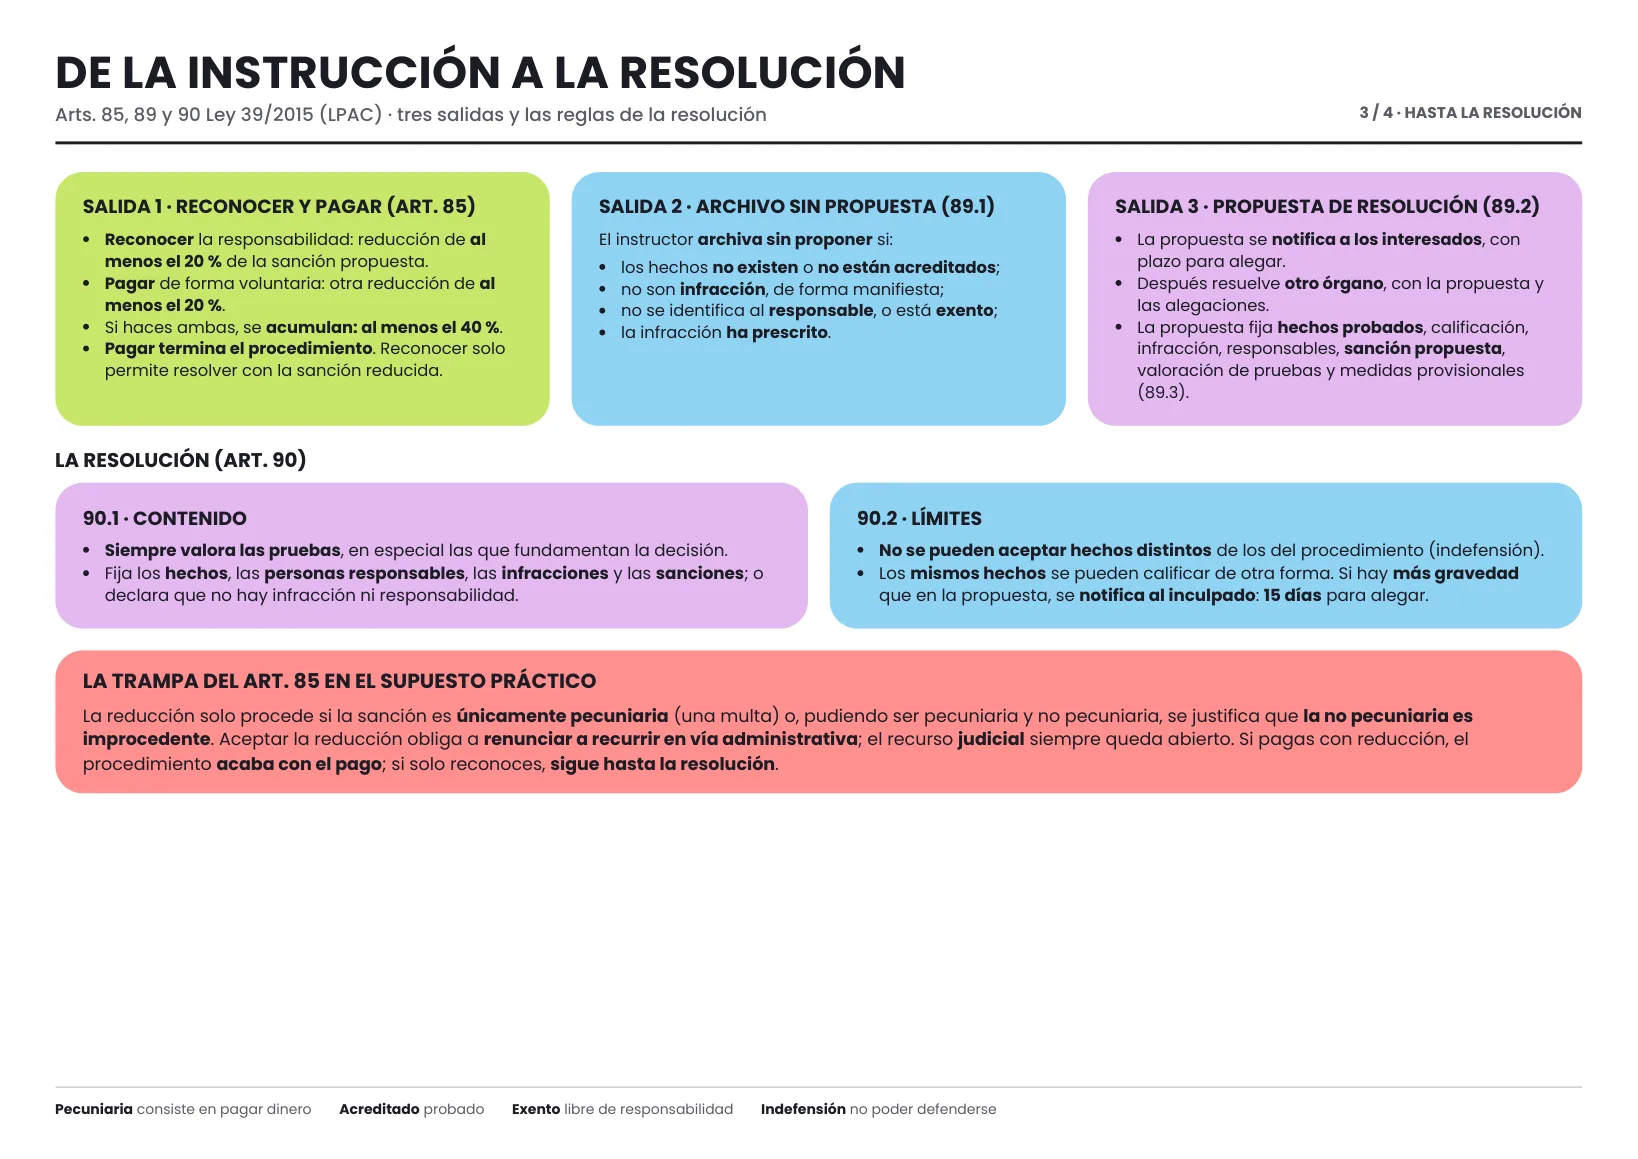 DE LA INSTRUCCIÓN A LA RESOLUCIÓN
Arts. 85, 89 y 90 Ley 39/2015 (LPAC) · tres salidas y las reglas de la resolución
3 / 4 · HASTA LA RESOLUCIÓN
SALIDA 1 · RECONOCER Y PAGAR (ART. 85)
• Reconocer la responsabilidad: reducción de al
menos el 20 % de la sanción propuesta.
• Pagar de forma voluntaria: otra reducción de al
menos el 20 %.
• Si haces ambas, se acumulan: al menos el 40 %.
• Pagar termina el procedimiento. Reconocer solo
permite resolver con la sanción reducida.
SALIDA 2 · ARCHIVO SIN PROPUESTA (89.1)
El instructor archiva sin proponer si:
• los hechos no existen o no están acreditados;
• no son infracción, de forma manifiesta;
• no se identifica al responsable, o está exento;
• la infracción ha prescrito.
SALIDA 3 · PROPUESTA DE RESOLUCIÓN (89.2)
• La propuesta se notifica a los interesados, con
plazo para alegar.
• Después resuelve otro órgano, con la propuesta y
las alegaciones.
• La propuesta fija hechos probados, calificación,
infracción, responsables, sanción propuesta,
valoración de pruebas y medidas provisionales
(89.3).
LA RESOLUCIÓN (ART. 90)
90.1 · CONTENIDO
• Siempre valora las pruebas, en especial las que fundamentan la decisión.
• Fija los hechos, las personas responsables, las infracciones y las sanciones; o
declara que no hay infracción ni responsabilidad.
90.2 · LÍMITES
• No se pueden aceptar hechos distintos de los del procedimiento (indefensión).
• Los mismos hechos se pueden calificar de otra forma. Si hay más gravedad
que en la propuesta, se notifica al inculpado: 15 días para alegar.
LA TRAMPA DEL ART. 85 EN EL SUPUESTO PRÁCTICO
La reducción solo procede si la sanción es únicamente pecuniaria (una multa) o, pudiendo ser pecuniaria y no pecuniaria, se justifica que la no pecuniaria es
improcedente. Aceptar la reducción obliga a renunciar a recurrir en vía administrativa; el recurso judicial siempre queda abierto. Si pagas con reducción, el
procedimiento acaba con el pago; si solo reconoces, sigue hasta la resolución.
Pecuniaria consiste en pagar dinero Acreditado probado Exento libre de responsabilidad Indefensión no poder defenderse